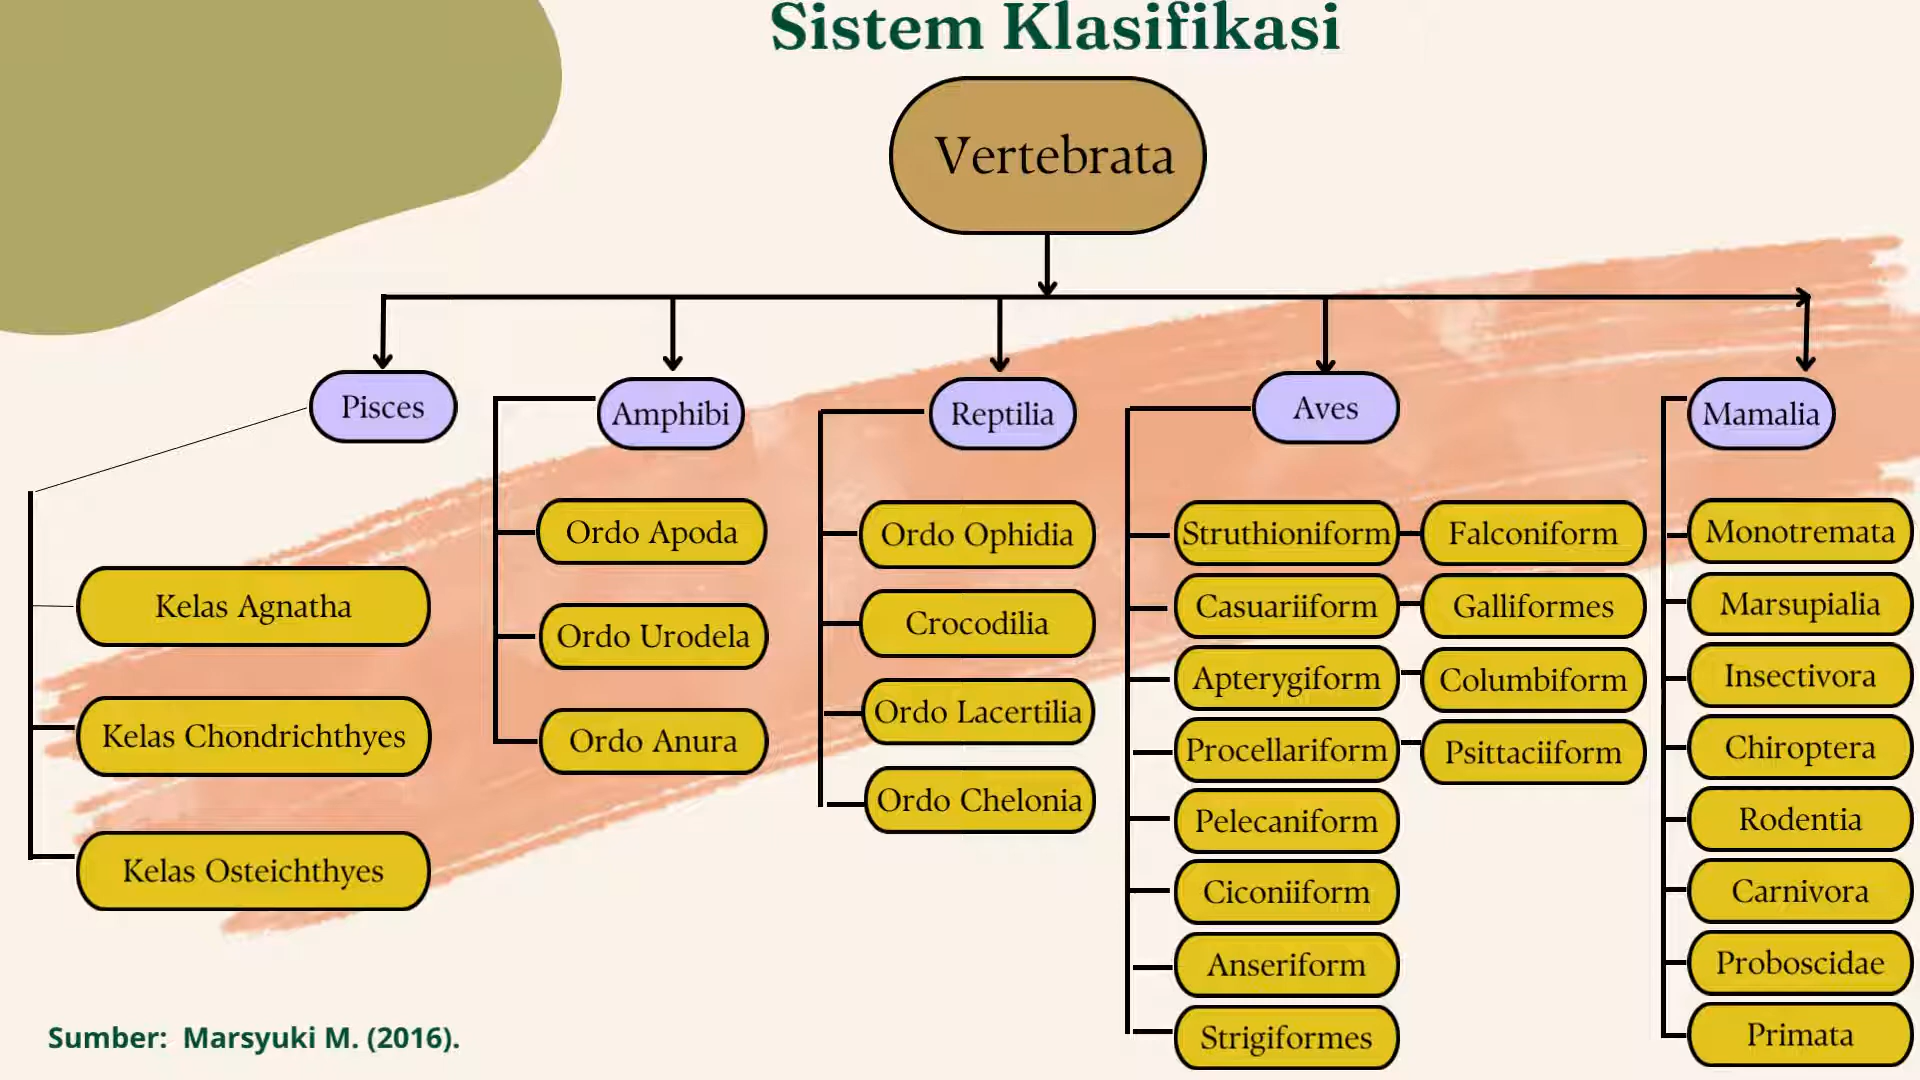 Sistem Klasifikasi
Vertebrata
Pisces
Amphibi
Reptilia
Aves
Mamalia
Kelas Agnatha
Kelas Chondrichthyes
Kelas Osteichthyes
Ordo Apoda
Ordo Urodela
Ordo Anura
Ordo Ophidia
Crocodilia
Ordo Lacertilia
Ordo Chelonia
Struthioniform
Casuariiform
Apterygiform
Procellariform
Pelecaniform
Ciconiiform
Anseriform
Strigiformes
Falconiform
Galliformes
Columbiform
Psittaciiform
Monotremata
Marsupialia
Insectivora
Chiroptera
Rodentia
Carnivora
Proboscidae
Primata
Sumber: Marsyuki M. (2016).